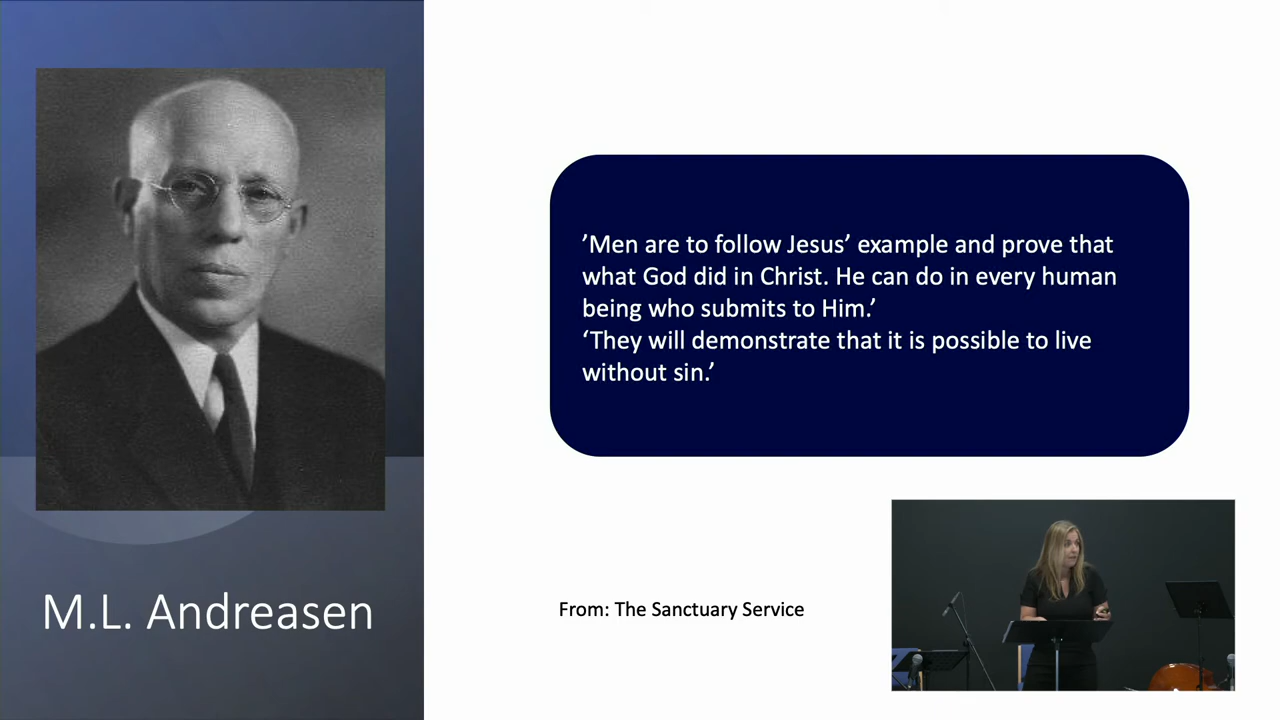 ’Men are to follow Jesus’ example and prove that
what God did in Christ. He can do in every human
being who submits to Him.’
‘They will demonstrate that it is possible to live
without sin.’
From: The Sanctuary Service
M.L. Andreasen